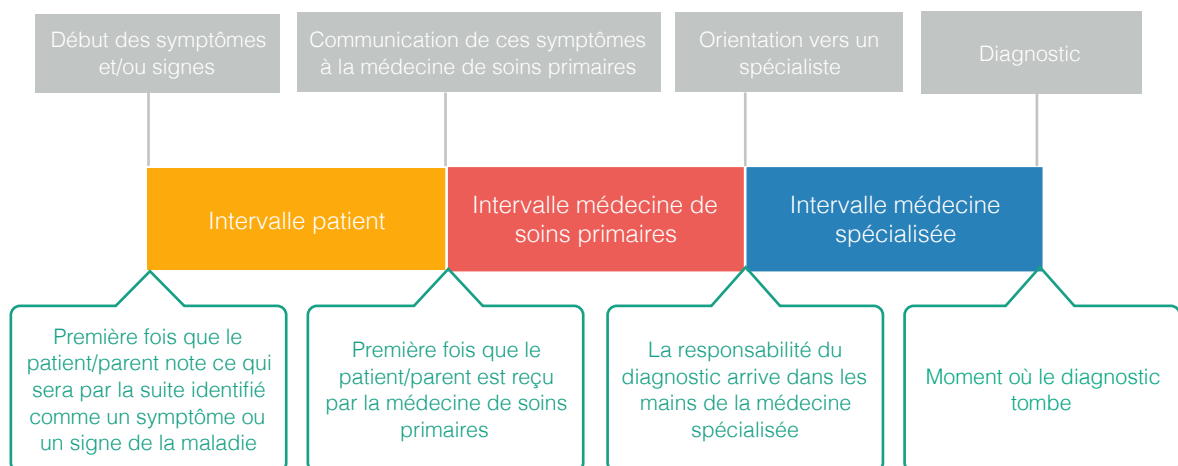 Début des symptômes
et/ou signes
Communication de ces symptômes
à la médecine de soins primaires
Orientation vers un
spécialiste
Diagnostic
Intervalle patient
Intervalle médecine de
soins primaires
Intervalle médecine
spécialisée
Première fois que le
patient/parent note ce qui
sera par la suite identifié
comme un symptôme ou
un signe de la maladie
Première fois que le
patient/parent est reçu
par la médecine de soins
primaires
La responsabilité du
diagnostic arrive dans les
mains de la médecine
spécialisée
Moment où le diagnostic
tombe